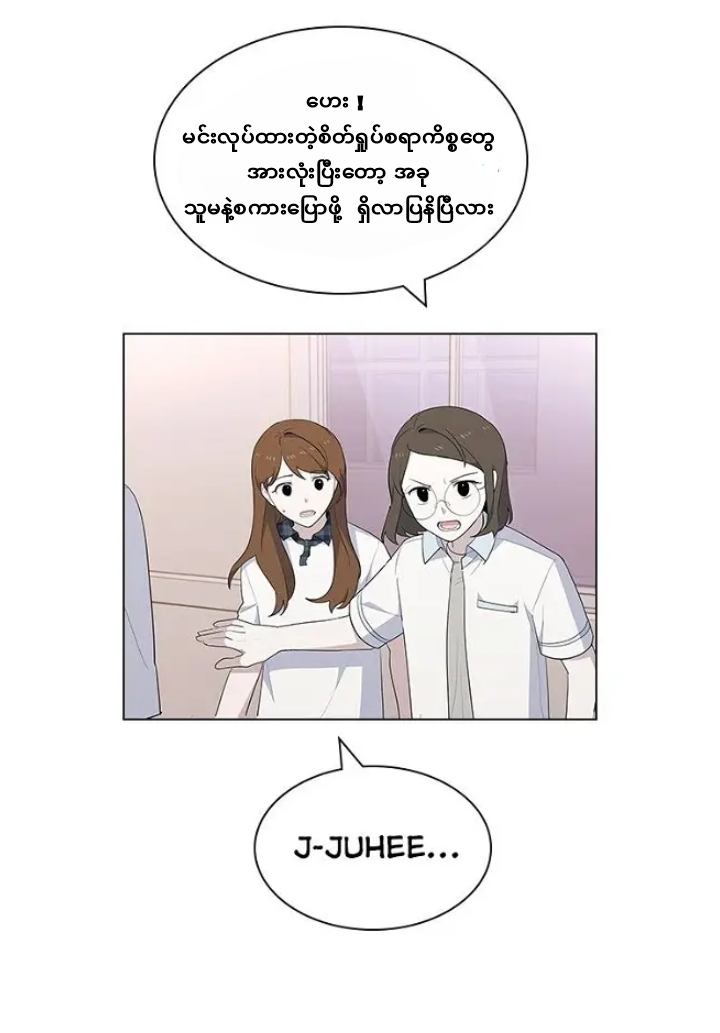 ဟေး !
မင်းလုပ်ထားတဲ့စိတ်ရှုပ်စရာကိစ္စတွေ
အားလုံးပြီးတော့ အခု
သူမနဲ့စကားပြောဖို့ ရှိလာပြနိပြီလား
J-JUHEE...